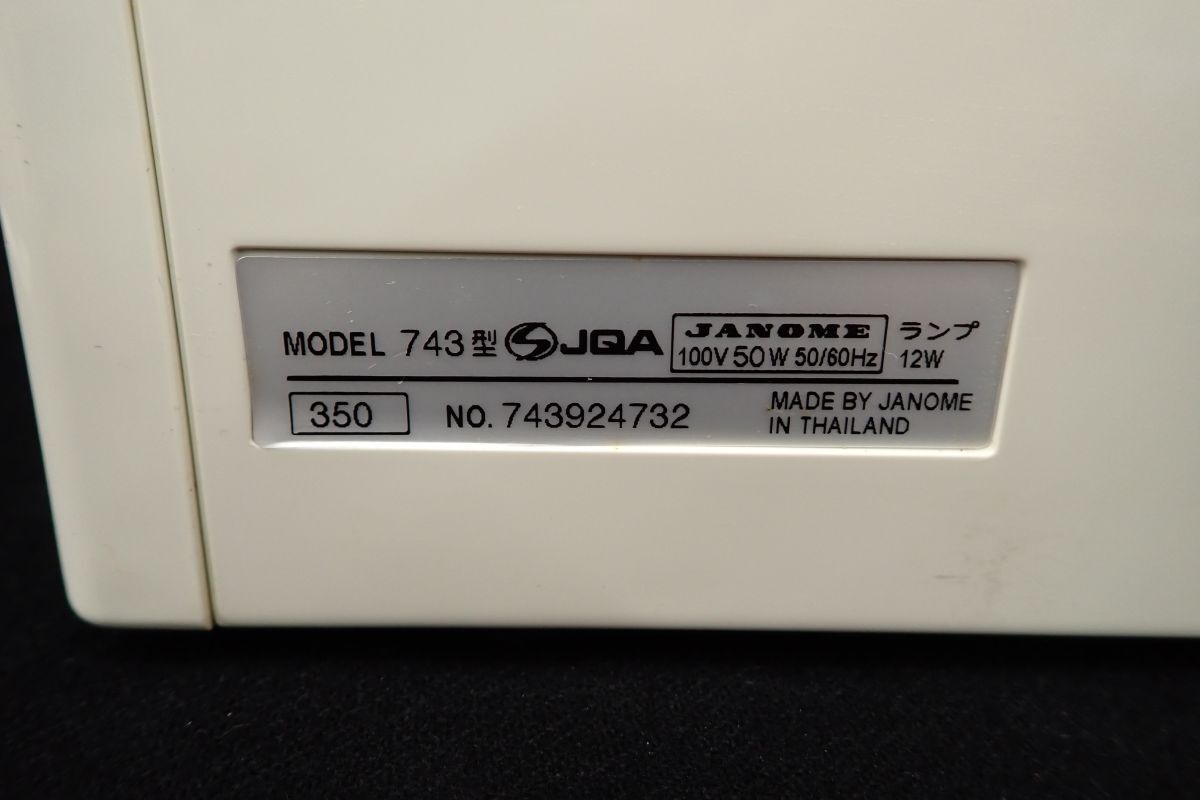 MODEL 743型 JQA JANOME ランプ
100V 50W 50/60Hz 12W
350 NO. 743924732 MADE BY JANOME
IN THAILAND